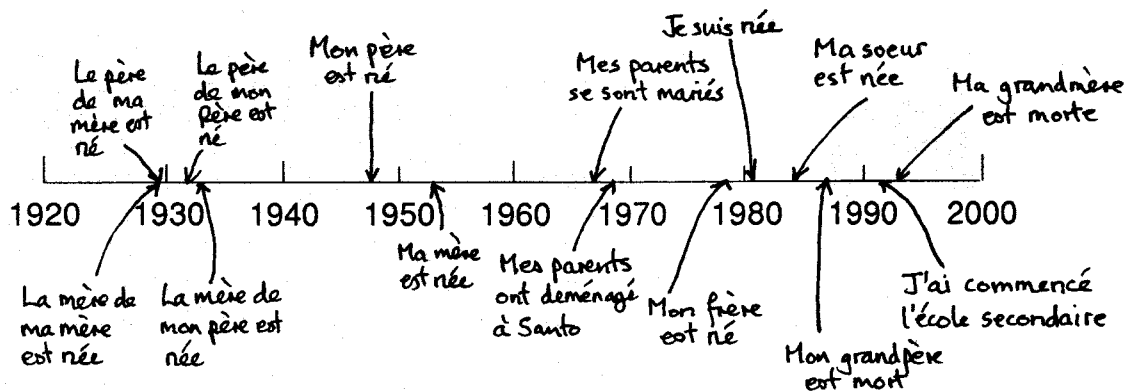 Le père
de ma
mère est
né
Le père
de mon
père est
né
Mon père
est né
Mes parents
se sont mariés
Je suis née
Ma soeur
est née
Ma grandmère
est morte
1920 1930 1940 1950 1960 1970 1980 1990 2000
La mère de
ma mère
est née
La mère de
mon père est
née
Ma mère
est née
Mes parents
ont deménagé
à Santo
Mon frère
est né
Mon grandpère
est mort
J'ai commencé
l'école secondaire